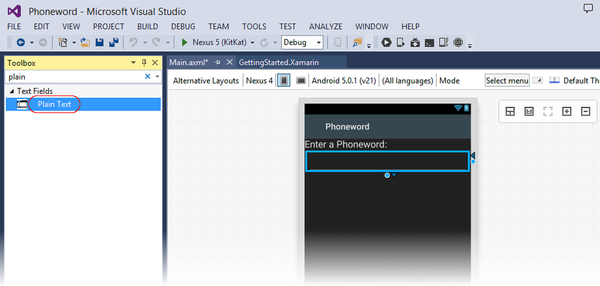 Phoneword - Microsoft Visual Studio
FILE EDIT VIEW PROJECT BUILD DEBUG TEAM TOOLS TEST ANALYZE WINDOW HELP
Nexus 5 (KitKat) Debug
Toolbox
Main.axml* GettingStarted.Xamarin
plain
Alternative Layouts Nexus 4 Android 5.0.1 (v21) (All languages) Mode Select menu Default Th
Text Fields
Plain Text
Phoneword
Enter a Phoneword: